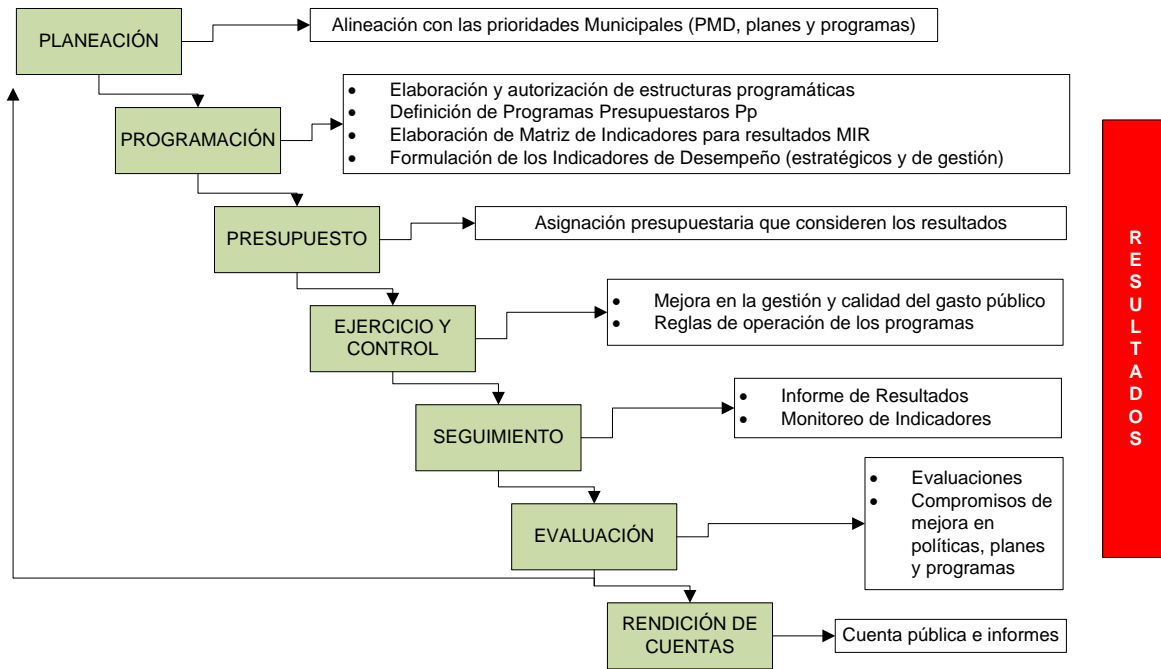 PLANEACIÓN
Alineación con las prioridades Municipales (PMD, planes y programas)
PROGRAMACIÓN
• Elaboración y autorización de estructuras programáticas
• Definición de Programas Presupuestaros Pp
• Elaboración de Matriz de Indicadores para resultados MIR
• Formulación de los Indicadores de Desempeño (estratégicos y de gestión)
PRESUPUESTO
Asignación presupuestaria que consideren los resultados
EJERCICIO Y
CONTROL
• Mejora en la gestión y calidad del gasto público
• Reglas de operación de los programas
SEGUIMIENTO
• Informe de Resultados
• Monitoreo de Indicadores
EVALUACIÓN
• Evaluaciones
• Compromisos de
mejora en
políticas, planes
y programas
RENDICIÓN DE
CUENTAS
Cuenta pública e informes
R
E
S
U
L
T
A
D
O
S